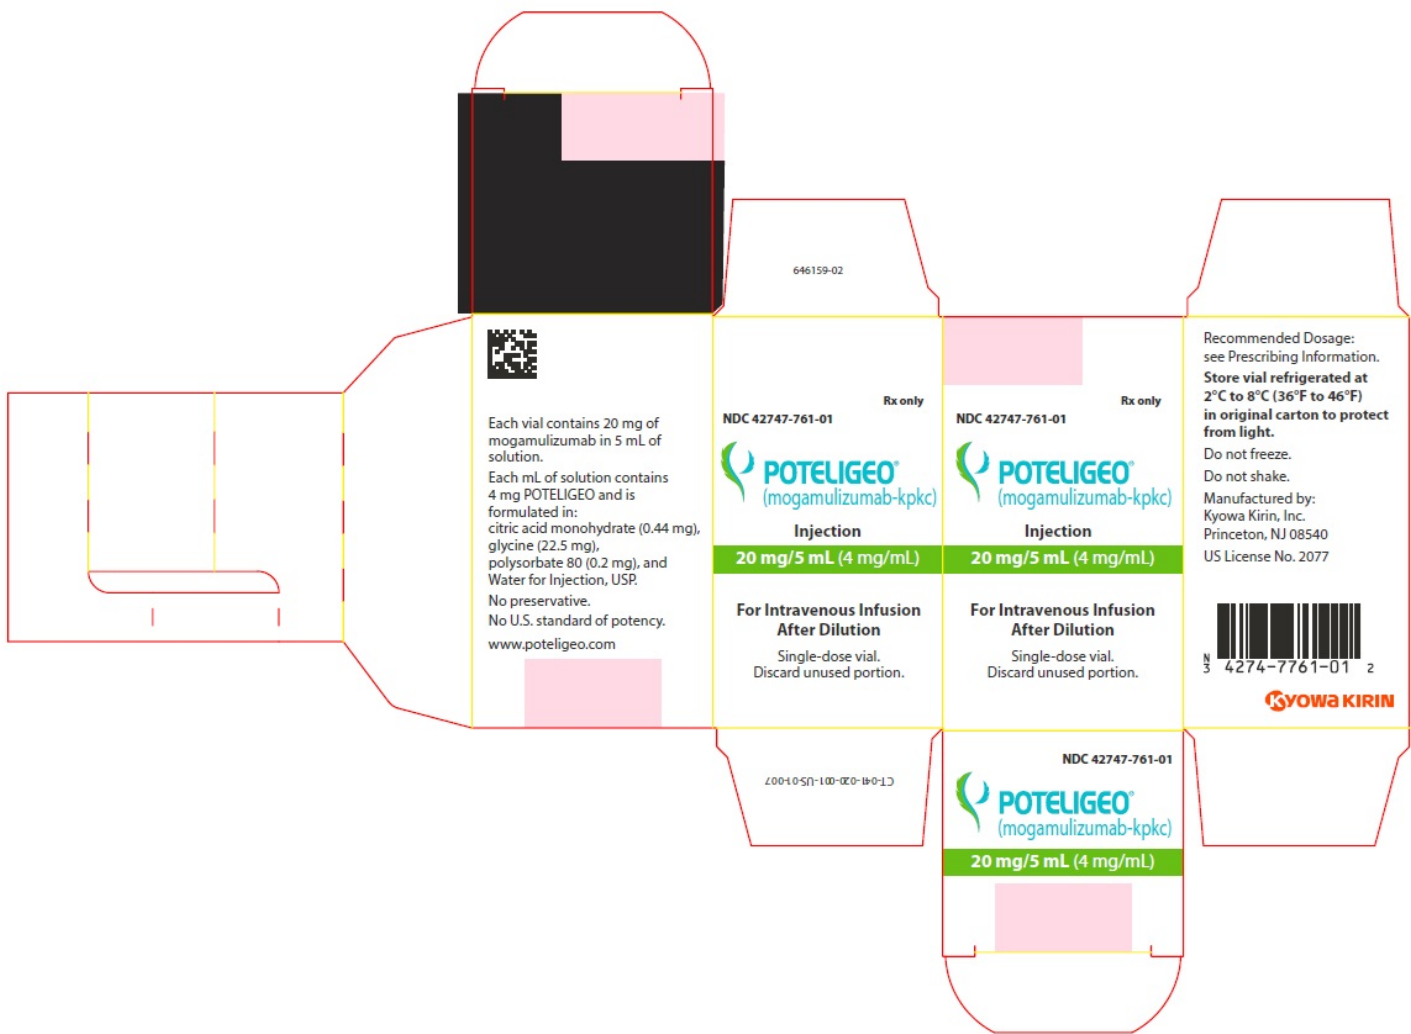 646159-02
Each vial contains 20 mg of
mogamulizumab in 5 mL of
solution.
Each mL of solution contains
4 mg POTELIGEO and is
formulated in:
citric acid monohydrate (0.44 mg),
glycine (22.5 mg),
polysorbate 80 (0.2 mg), and
Water for Injection, USP.
No preservative.
No U.S. standard of potency.
www.poteligeo.com
Rx only
NDC 42747-761-01
POTELIGEO®
(mogamulizumab-kpkc)
Injection
20 mg/5 mL (4 mg/mL)
For Intravenous Infusion
After Dilution
Single-dose vial.
Discard unused portion.
CT-041-020-001-US-01-007
Rx only
NDC 42747-761-01
POTELIGEO®
(mogamulizumab-kpkc)
Injection
20 mg/5 mL (4 mg/mL)
For Intravenous Infusion
After Dilution
Single-dose vial.
Discard unused portion.
NDC 42747-761-01
POTELIGEO®
(mogamulizumab-kpkc)
20 mg/5 mL (4 mg/mL)
Recommended Dosage:
see Prescribing Information.
Store vial refrigerated at
2°C to 8°C (36°F to 46°F)
in original carton to protect
from light.
Do not freeze.
Do not shake.
Manufactured by:
Kyowa Kirin, Inc.
Princeton, NJ 08540
US License No. 2077
N
3 4274-7761-01 2
KYOWA KIRIN